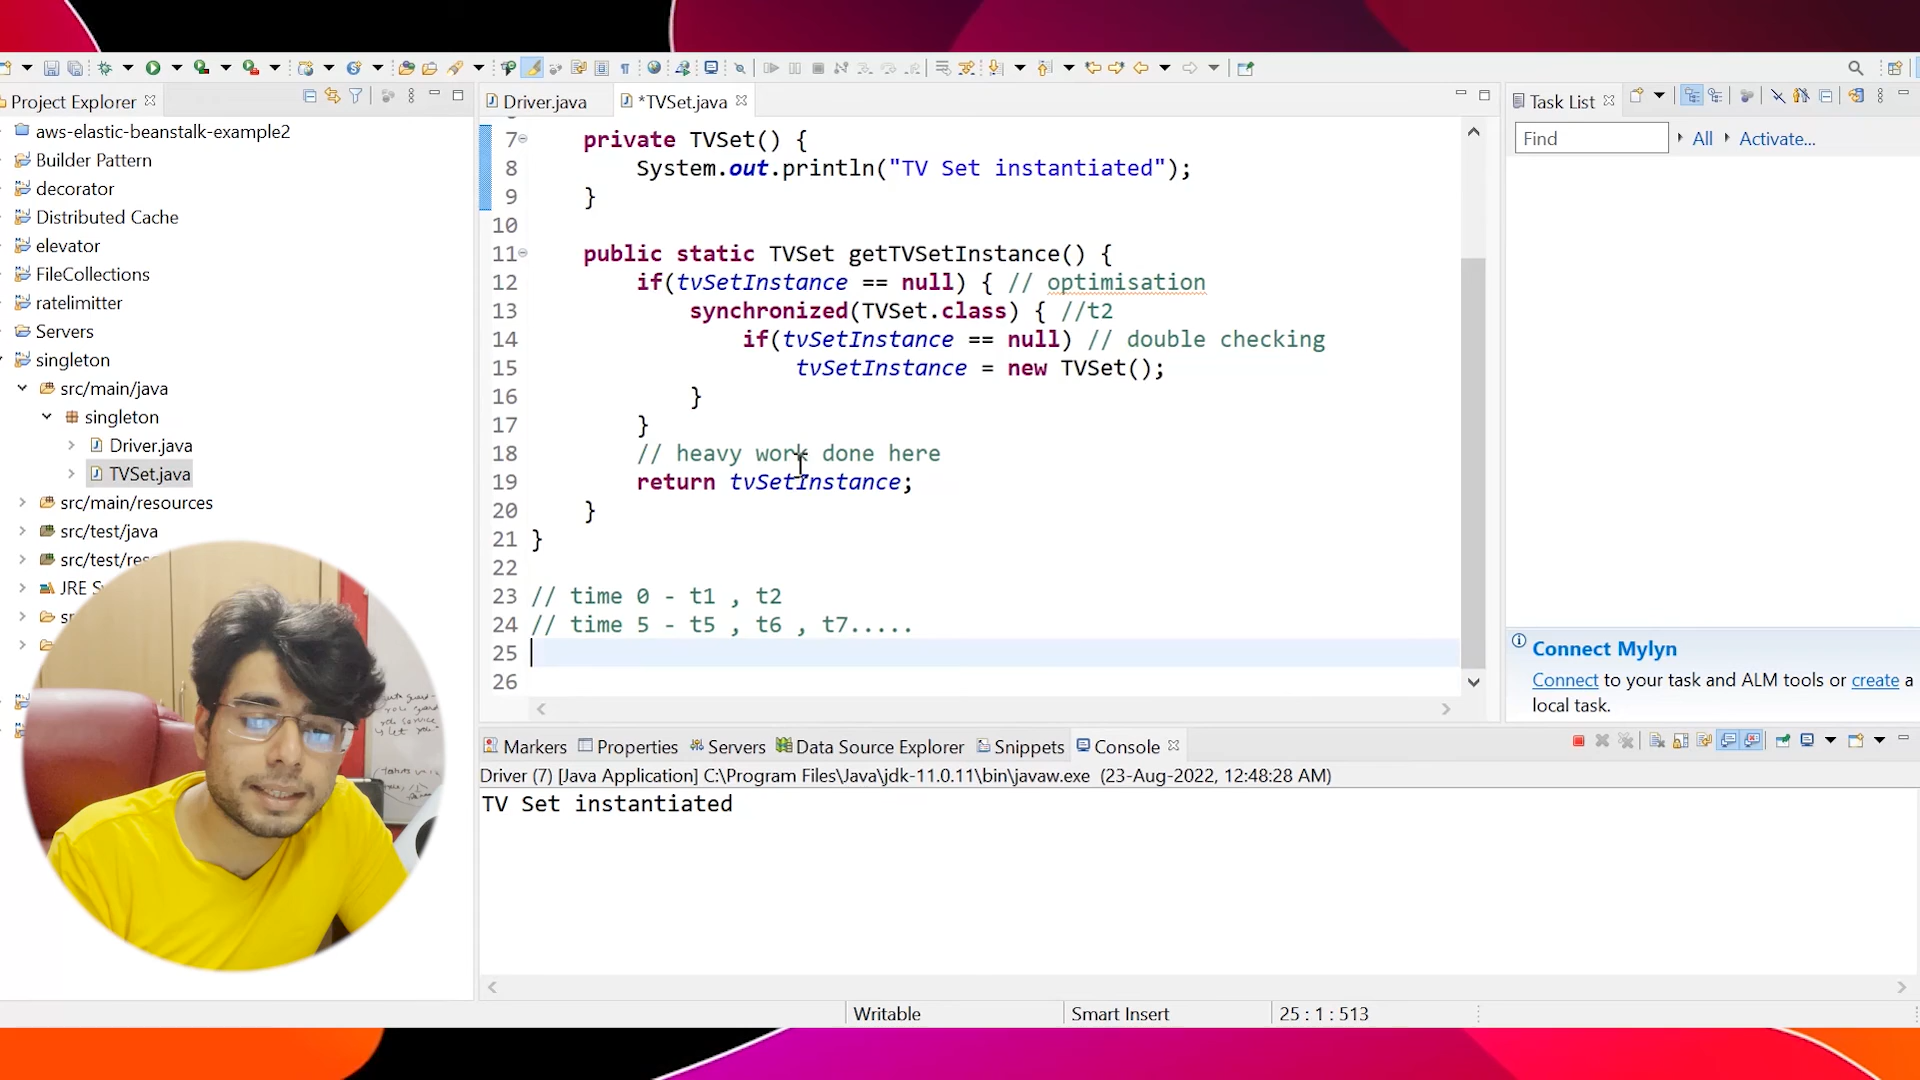 Project Explorer
aws-elastic-beanstalk-example2
Builder Pattern
decorator
Distributed Cache
elevator
FileCollections
ratelimitter
Servers
singleton
src/main/java
singleton
Driver.java
TVSet.java
src/main/resources
src/test/java
src/test/res
JRE Sy
Driver.java
*TVSet.java
7 private TVSet() {
8 System.out.println("TV Set instantiated");
9 }
10
11 public static TVSet getTVSetInstance() {
12 if(tvSetInstance == null) { // optimisation
13 synchronized(TVSet.class) { //t2
14 if(tvSetInstance == null) // double checking
15 tvSetInstance = new TVSet();
16 }
17 }
18 // heavy work done here
19 return tvSetInstance;
20 }
21 }
22
23 // time 0 - t1 , t2
24 // time 5 - t5 , t6 , t7.....
25
26
Task List
Find
All
Activate...
Connect Mylyn
Connect to your task and ALM tools or create a
local task.
Markers Properties Servers Data Source Explorer Snippets Console
Driver (7) [Java Application] C:\Program Files\Java\jdk-11.0.11\bin\javaw.exe (23-Aug-2022, 12:48:28 AM)
TV Set instantiated
Writable Smart Insert 25 : 1 : 513